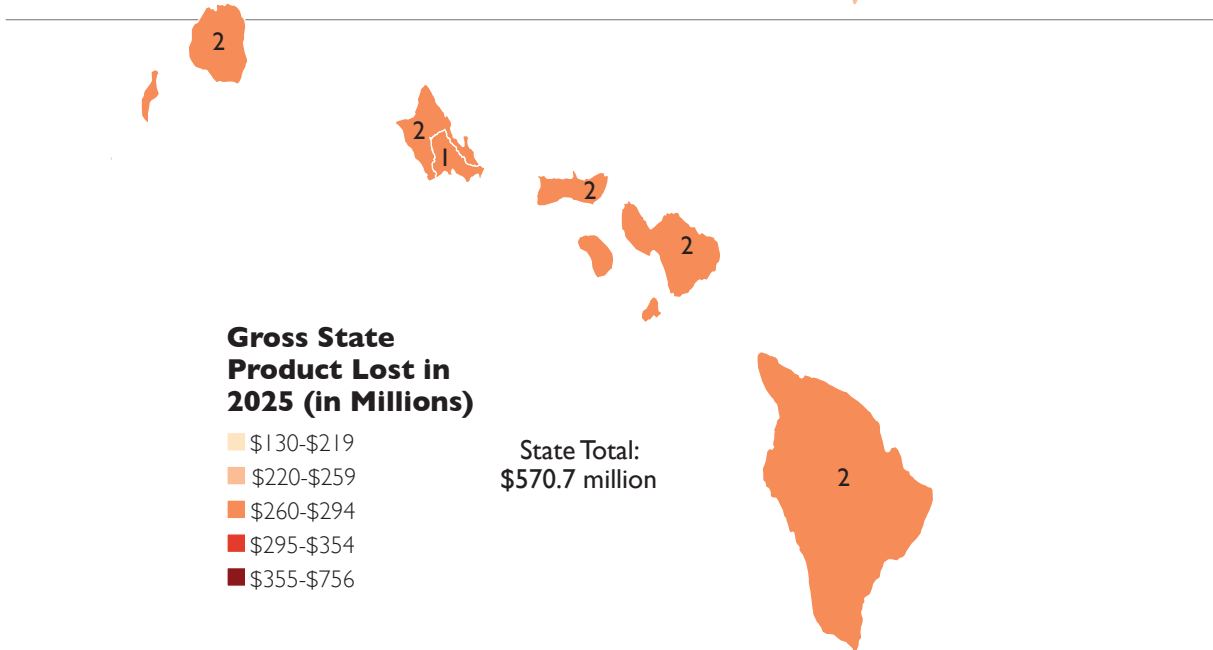 2
2
1
2
2
Gross State
Product Lost in
2025 (in Millions)
$130-$219
$220-$259
$260-$294
$295-$354
$355-$756
State Total:
$570.7 million
2